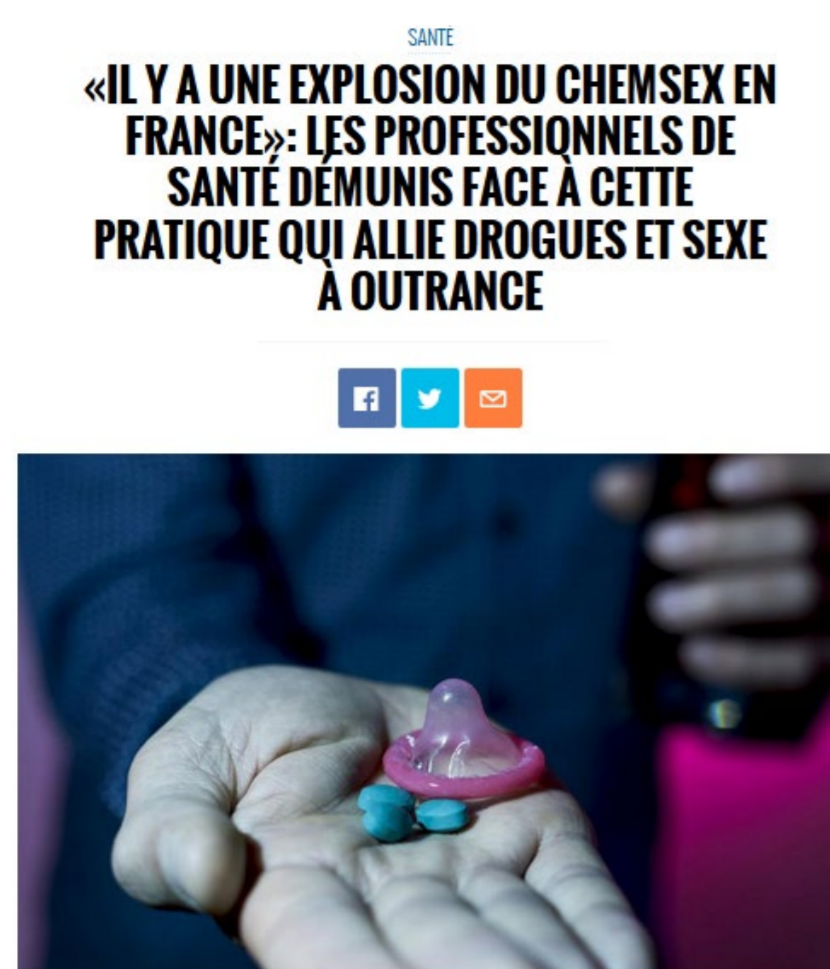 SANTÉ
«IL Y A UNE EXPLOSION DU CHEMSEX EN
FRANCE»: LES PROFESSIONNELS DE
SANTÉ DÉMUNIS FACE À CETTE
PRATIQUE QUI ALLIE DROGUES ET SEXE
À OUTRANCE